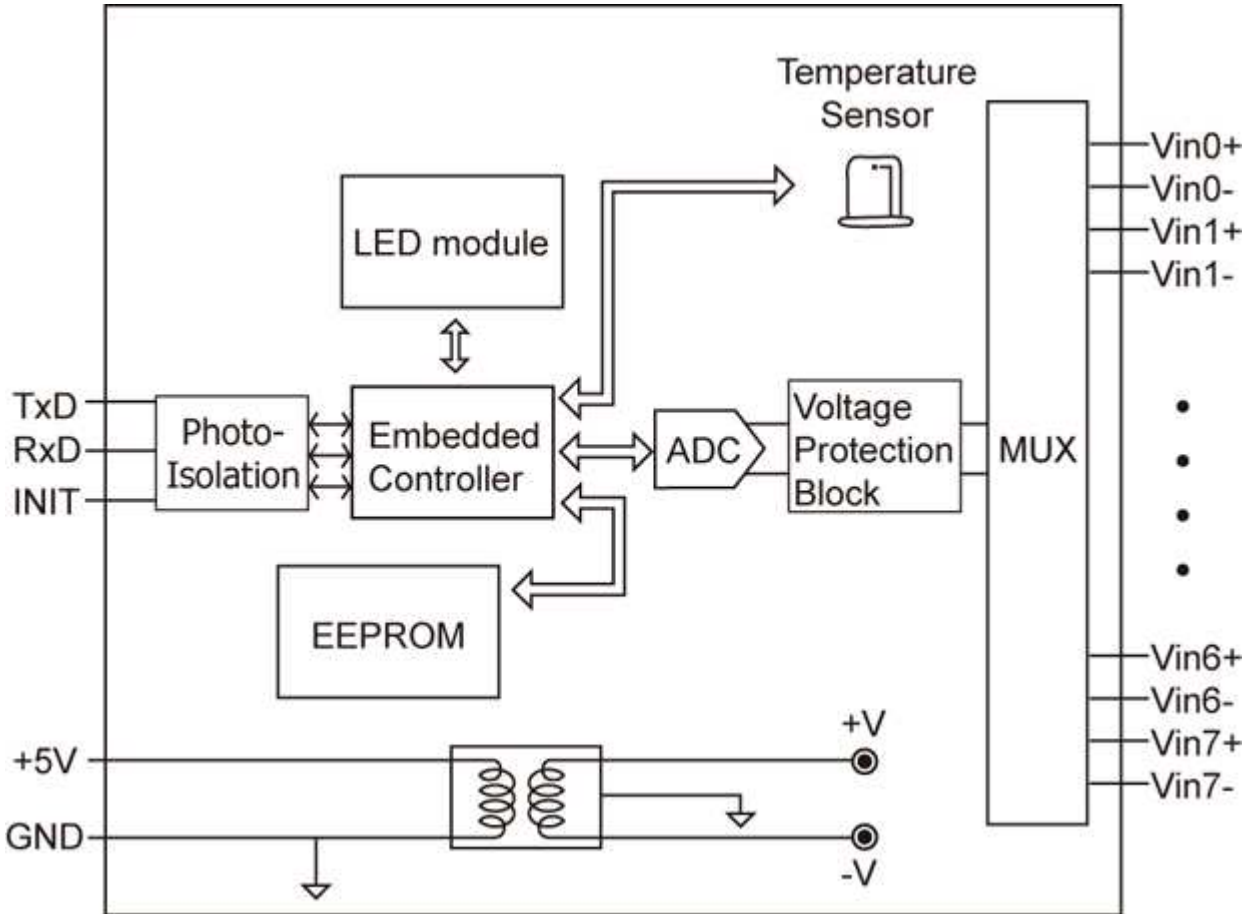 Temperature
Sensor
Vin0+
Vin0-
Vin1+
Vin1-
LED module
TxD
RxD
INIT
Photo-
Isolation
Embedded
Controller
ADC
Voltage
Protection
Block
MUX
EEPROM
Vin6+
Vin6-
Vin7+
Vin7-
+5V
GND
+V
-V